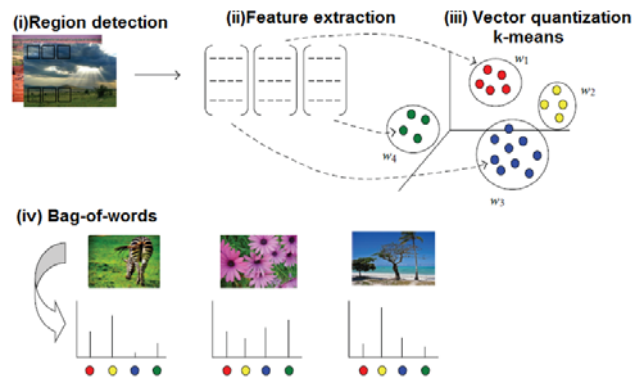 (i)Region detection
(ii)Feature extraction
(iii) Vector quantization
k-means
w1
w2
w4
w3
(iv) Bag-of-words